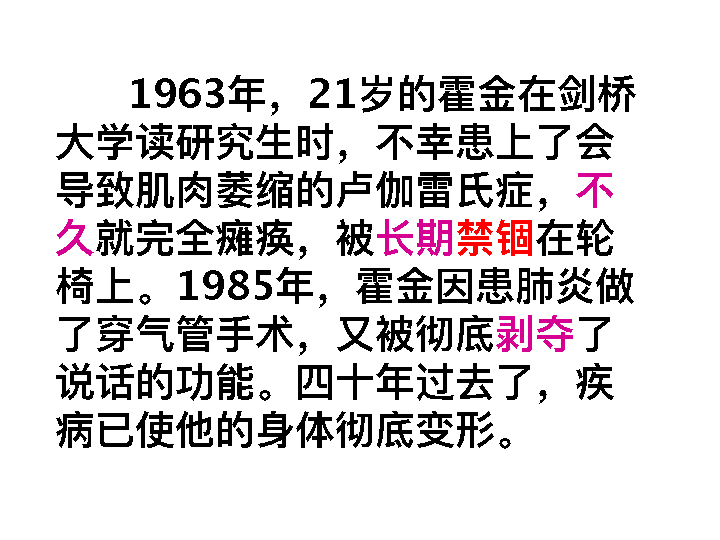 1963年，21岁的霍金在剑桥
大学读研究生时，不幸患上了会
导致肌肉萎缩的卢伽雷氏症，不
久就完全瘫痪，被长期禁锢在轮
椅上。1985年，霍金因患肺炎做
了穿气管手术，又被彻底剥夺了
说话的功能。四十年过去了，疾
病已使他的身体彻底变形。